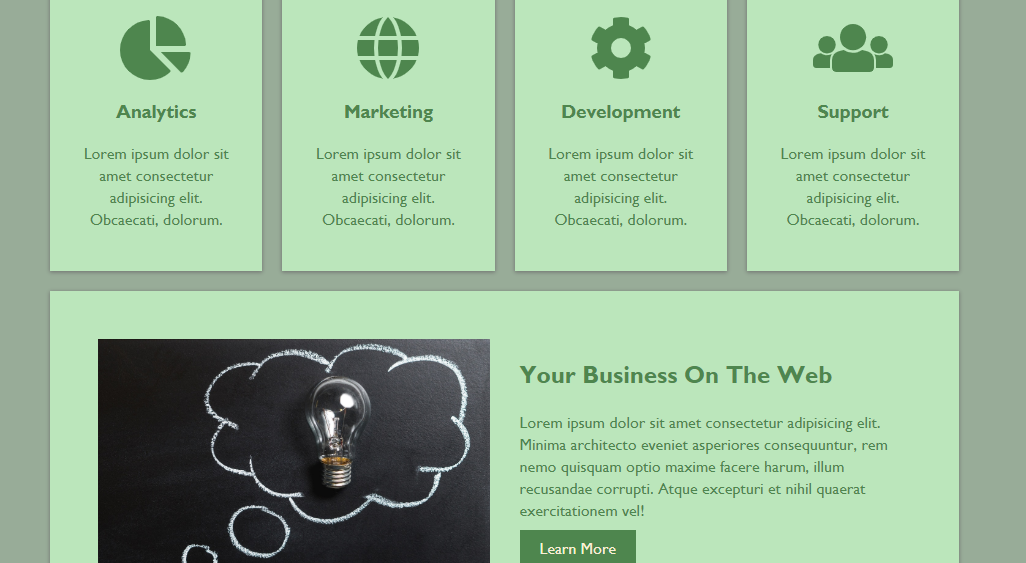 Analytics
Lorem ipsum dolor sit
amet consectetur
adipisicing elit.
Obcaecati, dolorum.
Marketing
Lorem ipsum dolor sit
amet consectetur
adipisicing elit.
Obcaecati, dolorum.
Development
Lorem ipsum dolor sit
amet consectetur
adipisicing elit.
Obcaecati, dolorum.
Support
Lorem ipsum dolor sit
amet consectetur
adipisicing elit.
Obcaecati, dolorum.
Your Business On The Web
Lorem ipsum dolor sit amet consectetur adipisicing elit.
Minima architecto eveniet asperiores consequuntur, rem
nemo quisquam optio maxime facere harum, illum
recusandae corrupti. Atque excepturi et nihil quaerat
exercitationem vel!
Learn More